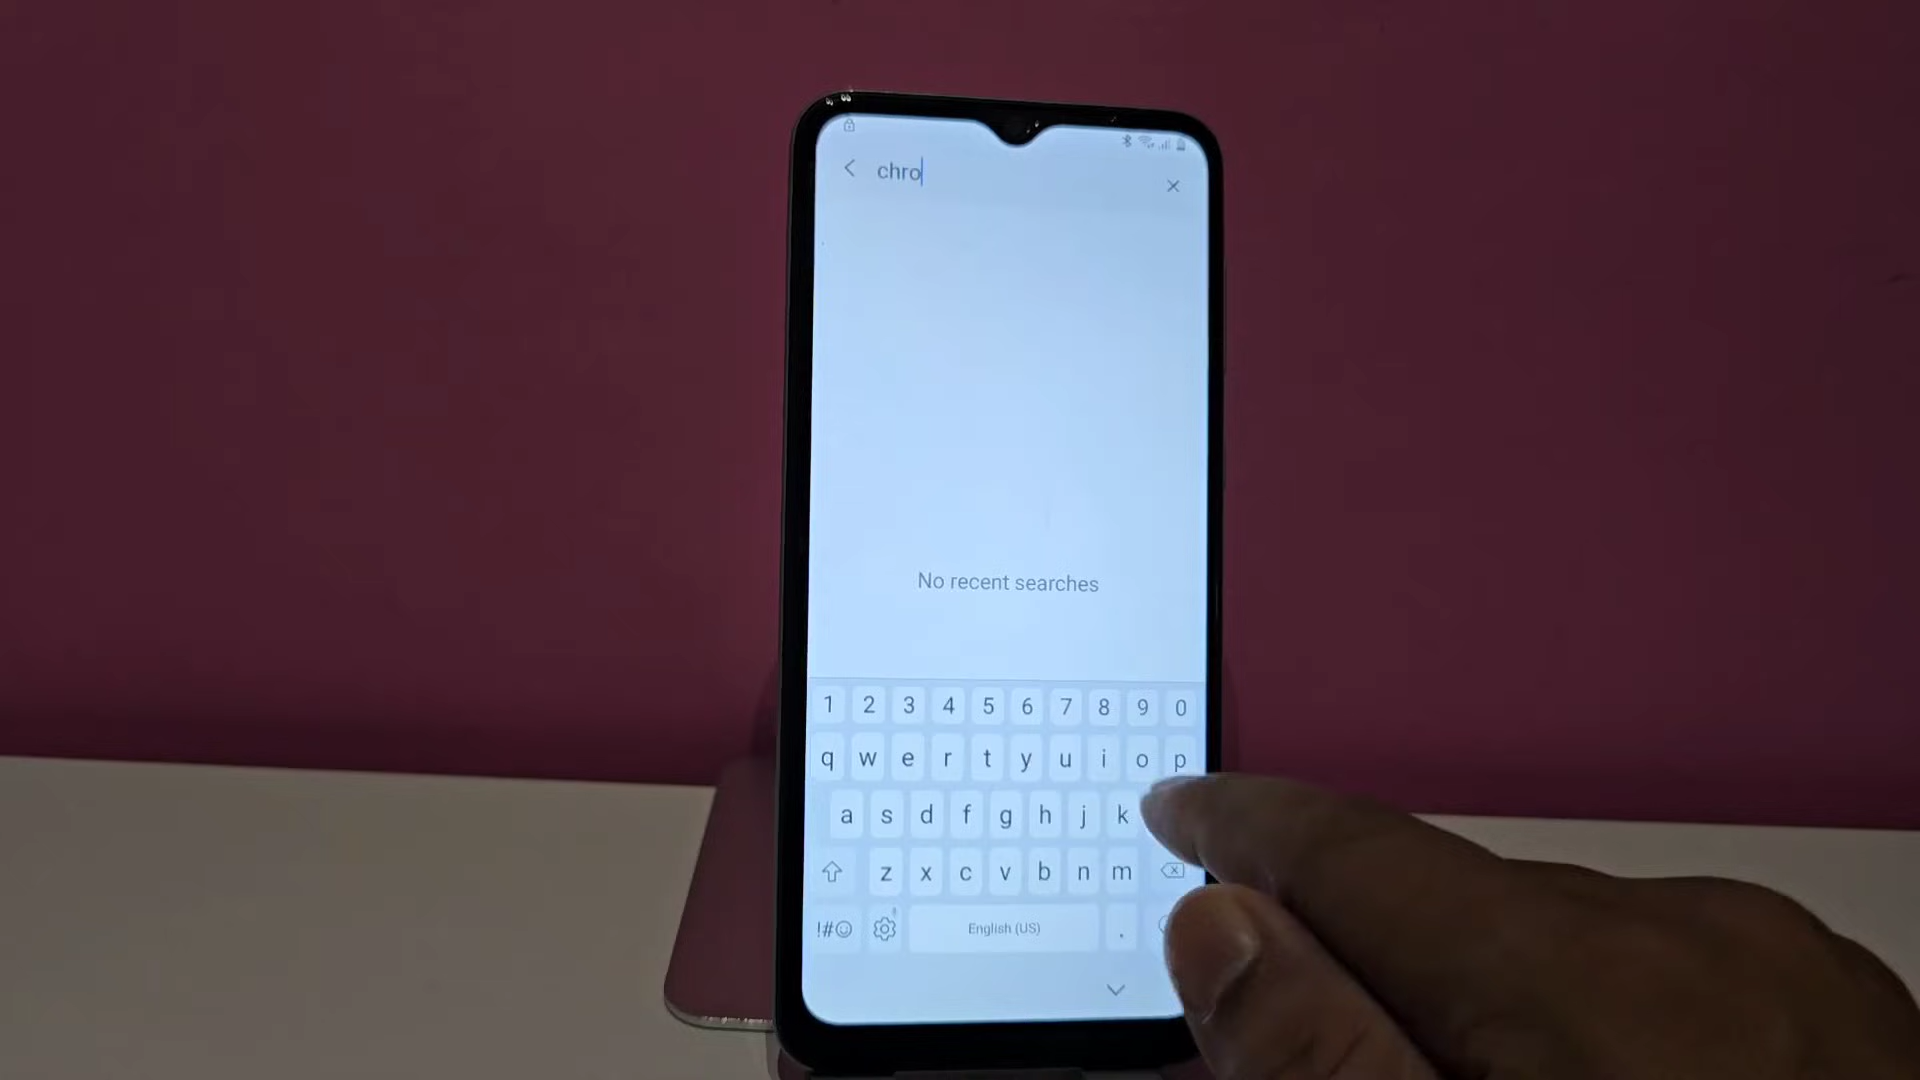 chro
No recent searches
1 2 3 4 5 6 7 8 9 0
q w e r t y u i o p
a s d f g h j k
z x c v b n m
!#☺ English (US) .